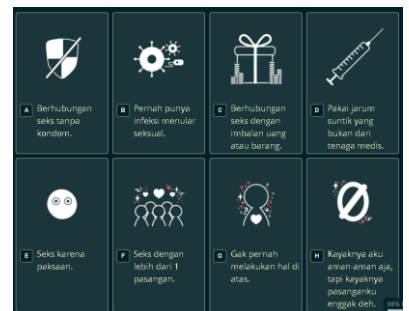 A Berhubungan
seks tanpa
kondom.
B Pernah punya
infeksi menular
seksual.
C Berhubungan
seks dengan
imbalan uang
atau barang.
D Pakai jarum
suntik yang
bukan dari
tenaga medis.
E Seks karena
paksaan.
F Seks dengan
lebih dari 1
pasangan.
G Gak pernah
melakukan hal di
atas.
H Kayaknya aku
aman-aman aja,
tapi kayaknya
pasanganku
enggak deh.